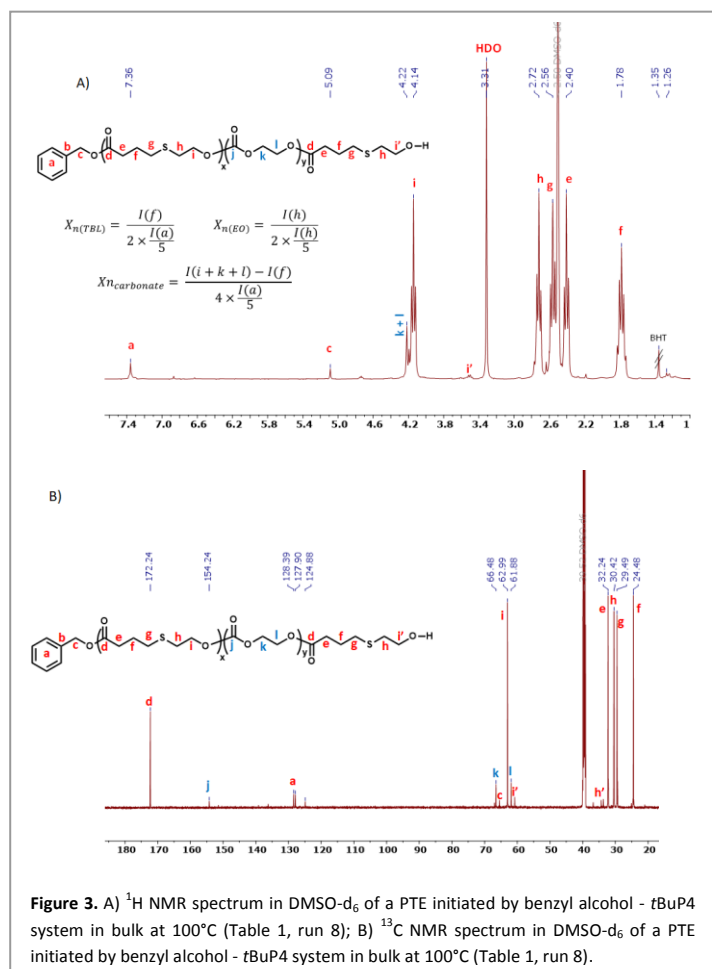 A)
7.36
5.09
4.22
4.14
HDO
3.31
2.72
2.56
2.50 DMSO-d6
2.40
1.78
1.35
1.26
a b c O d O e f g S h i O x O j O k l O y d O e f g S h i' O-H
X_n(TBL) = I(f) / (2 × I(a)/5)    X_n(EO) = I(h) / (2 × I(h)/5)
Xn_carbonate = (I(i + k + l) − I(f)) / (4 × I(a)/5)
a c k + l i i' h g e f BHT
7.4 7.0 6.6 6.2 5.8 5.4 5.0 4.6 4.2 3.8 3.4 3.0 2.6 2.2 1.8 1.4 1
B)
172.24
154.24
128.39
127.90
124.88
66.48
62.99
61.88
32.24
30.42
29.49
24.48
a b c O d O e f g S h i O x O j O k l O y d O e f g S h i' O-H
d j a k c i l i' h' e h g f
180 170 160 150 140 130 120 110 100 90 80 70 60 50 40 30 20
Figure 3. A) ¹H NMR spectrum in DMSO-d₆ of a PTE initiated by benzyl alcohol - tBuP4
system in bulk at 100°C (Table 1, run 8); B) ¹³C NMR spectrum in DMSO-d₆ of a PTE
initiated by benzyl alcohol - tBuP4 system in bulk at 100°C (Table 1, run 8).